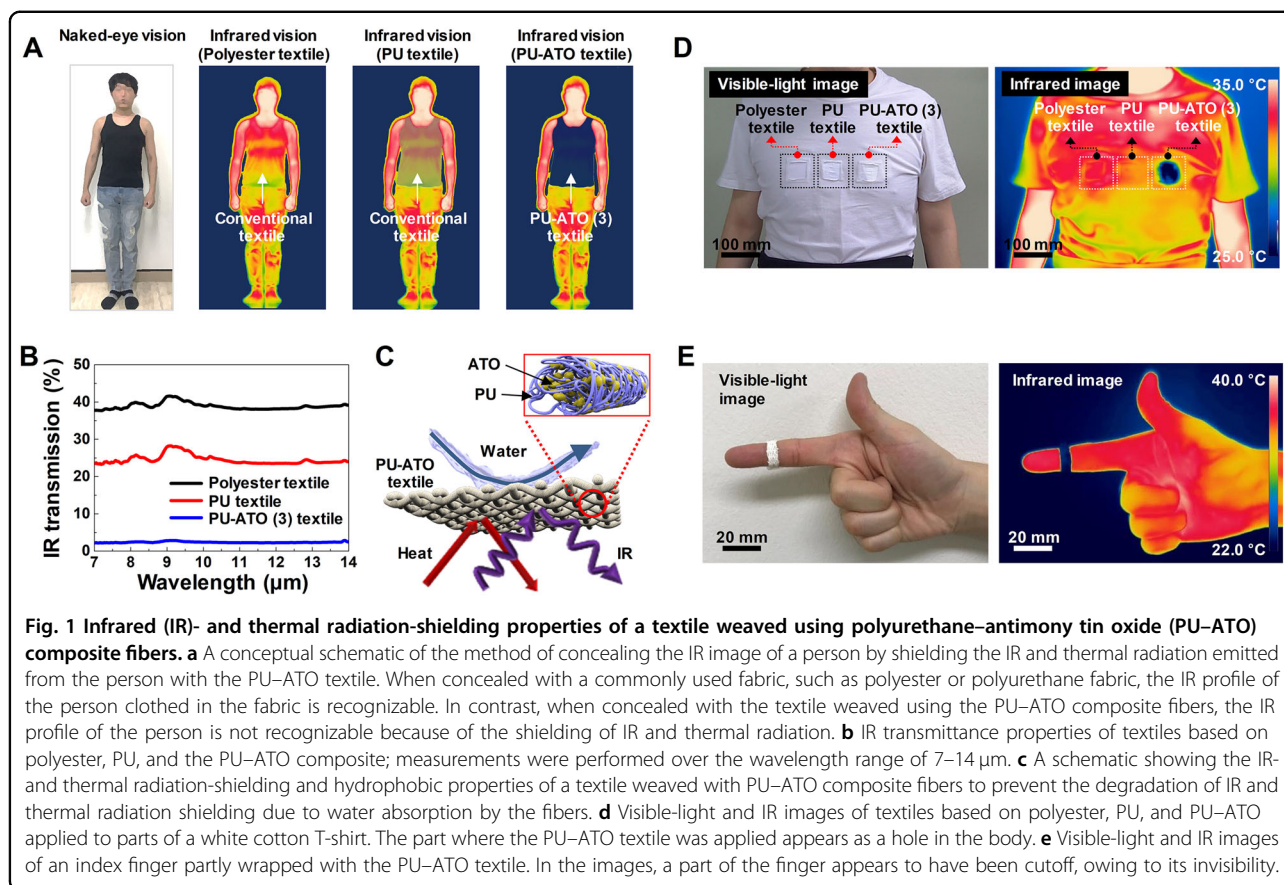 A
Naked-eye vision
Infrared vision
(Polyester textile)
Infrared vision
(PU textile)
Infrared vision
(PU-ATO textile)
Conventional
textile
Conventional
textile
PU-ATO (3)
textile
D
Visible-light image
Polyester
textile
PU
textile
PU-ATO (3)
textile
100 mm
Infrared image
35.0 °C
Polyester
textile
PU
textile
PU-ATO (3)
textile
100 mm
25.0 °C
B
IR transmission (%)
50
40
30
20
10
0
Polyester textile
PU textile
PU-ATO (3) textile
7 8 9 10 11 12 13 14
Wavelength (µm)
C
ATO
PU
Water
PU-ATO
textile
Heat
IR
E
Visible-light
image
20 mm
Infrared image
40.0 °C
20 mm
22.0 °C
Fig. 1 Infrared (IR)- and thermal radiation-shielding properties of a textile weaved using polyurethane–antimony tin oxide (PU–ATO)
composite fibers. a A conceptual schematic of the method of concealing the IR image of a person by shielding the IR and thermal radiation emitted
from the person with the PU–ATO textile. When concealed with a commonly used fabric, such as polyester or polyurethane fabric, the IR profile of
the person clothed in the fabric is recognizable. In contrast, when concealed with the textile weaved using the PU–ATO composite fibers, the IR
profile of the person is not recognizable because of the shielding of IR and thermal radiation. b IR transmittance properties of textiles based on
polyester, PU, and the PU–ATO composite; measurements were performed over the wavelength range of 7–14 µm. c A schematic showing the IR-
and thermal radiation-shielding and hydrophobic properties of a textile weaved with PU–ATO composite fibers to prevent the degradation of IR and
thermal radiation shielding due to water absorption by the fibers. d Visible-light and IR images of textiles based on polyester, PU, and PU–ATO
applied to parts of a white cotton T-shirt. The part where the PU–ATO textile was applied appears as a hole in the body. e Visible-light and IR images
of an index finger partly wrapped with the PU–ATO textile. In the images, a part of the finger appears to have been cutoff, owing to its invisibility.